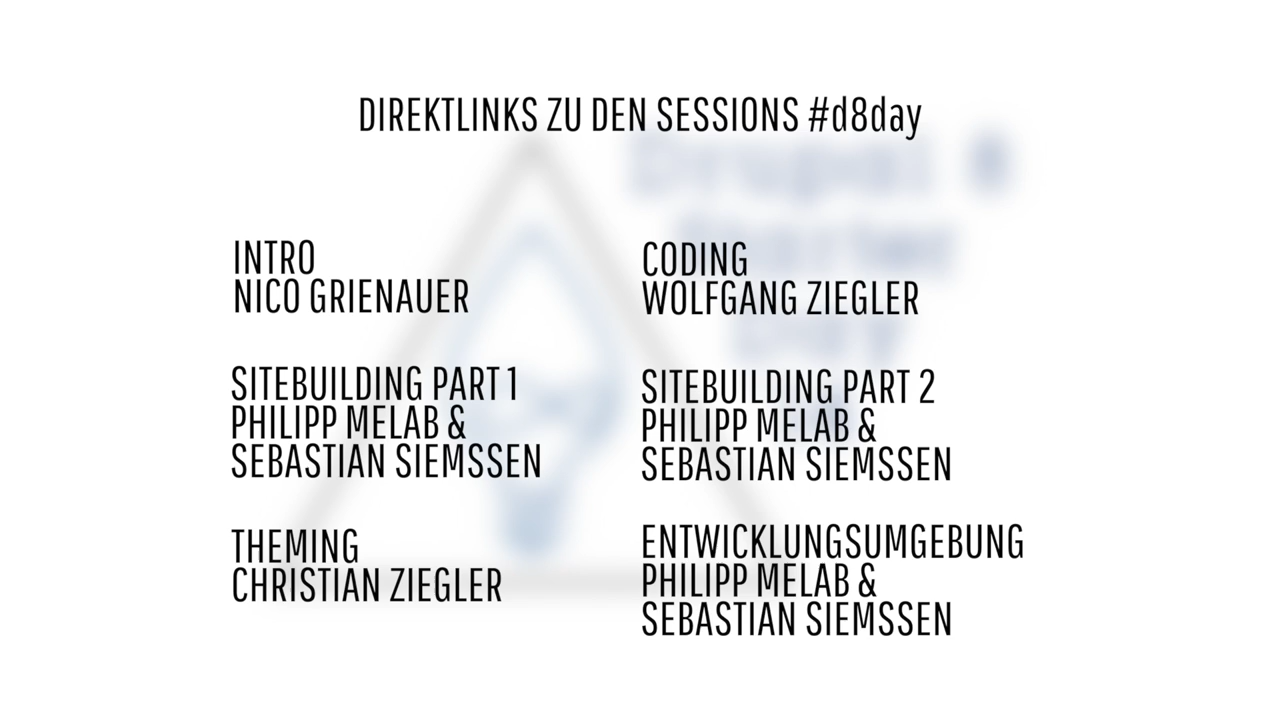 DIREKTLINKS ZU DEN SESSIONS #d8day
INTRO
NICO GRIENAUER
SITEBUILDING PART 1
PHILIPP MELAB &
SEBASTIAN SIEMSSEN
THEMING
CHRISTIAN ZIEGLER
CODING
WOLFGANG ZIEGLER
SITEBUILDING PART 2
PHILIPP MELAB &
SEBASTIAN SIEMSSEN
ENTWICKLUNGSUMGEBUNG
PHILIPP MELAB &
SEBASTIAN SIEMSSEN